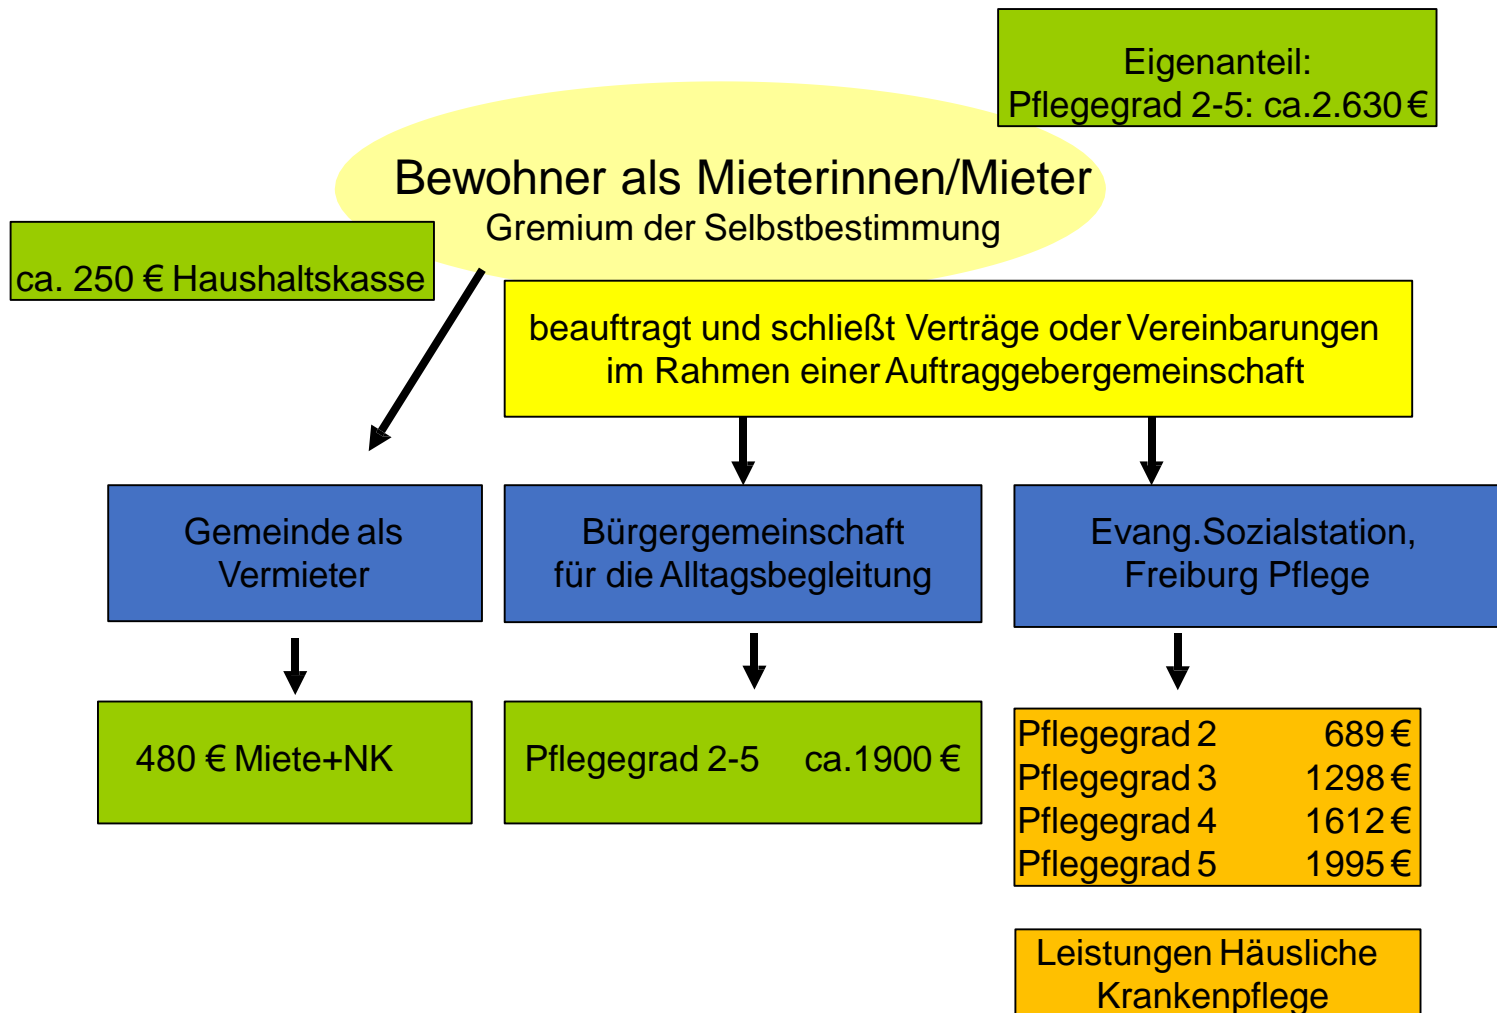 Eigenanteil:
Pflegegrad 2-5: ca.2.630 €
Bewohner als Mieterinnen/Mieter
Gremium der Selbstbestimmung
ca. 250 € Haushaltskasse
beauftragt und schließt Verträge oder Vereinbarungen
im Rahmen einer Auftraggebergemeinschaft
Gemeinde als
Vermieter
Bürgergemeinschaft
für die Alltagsbegleitung
Evang.Sozialstation,
Freiburg Pflege
480 € Miete+NK
Pflegegrad 2-5 ca.1900 €
Pflegegrad 2 689 €
Pflegegrad 3 1298 €
Pflegegrad 4 1612 €
Pflegegrad 5 1995 €
Leistungen Häusliche
Krankenpflege